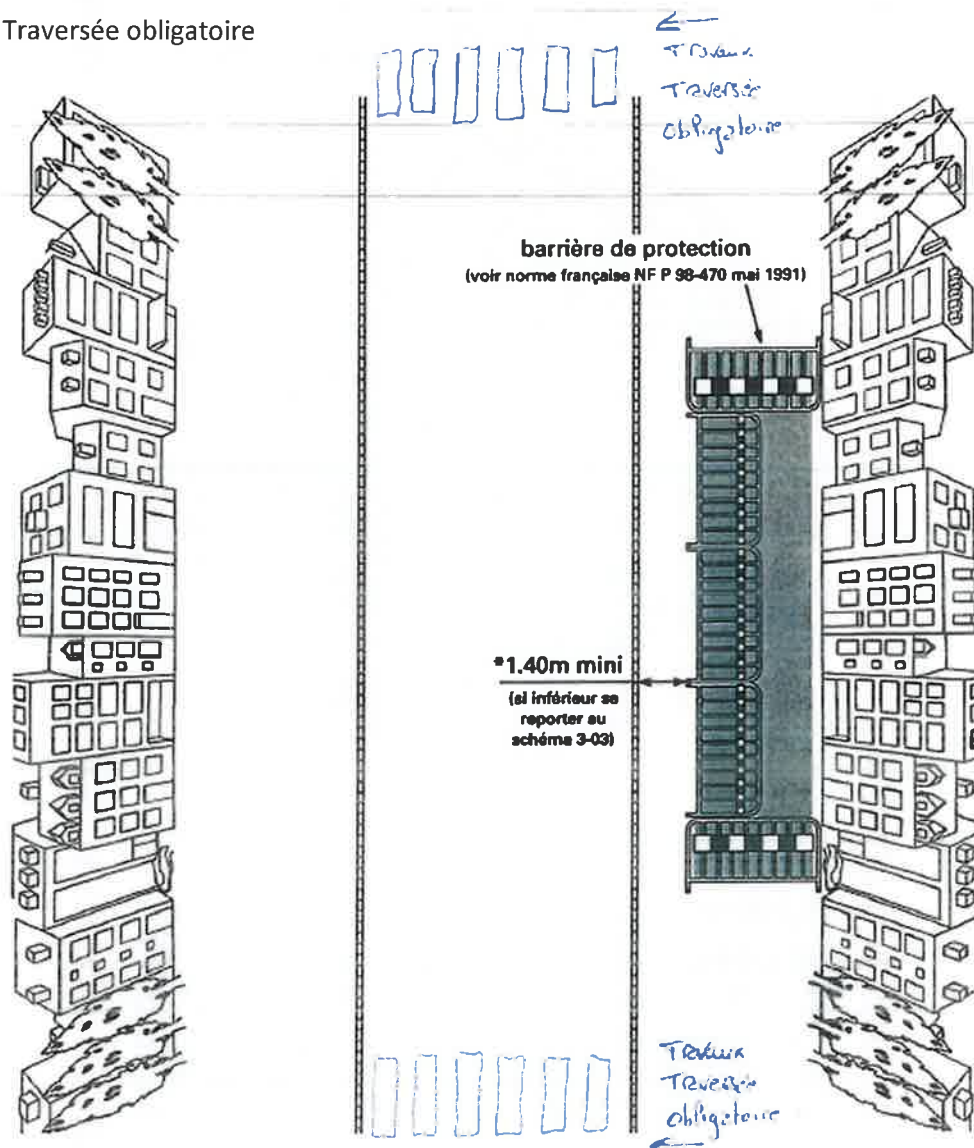 Traversée obligatoire
←
Travaux
Traversée
obligatoire
barrière de protection
(voir norme française NF P 98-470 mai 1991)
*1.40m mini
(si inférieur se
reporter au
schéma 3-03)
Travaux
Traversée
obligatoire
←